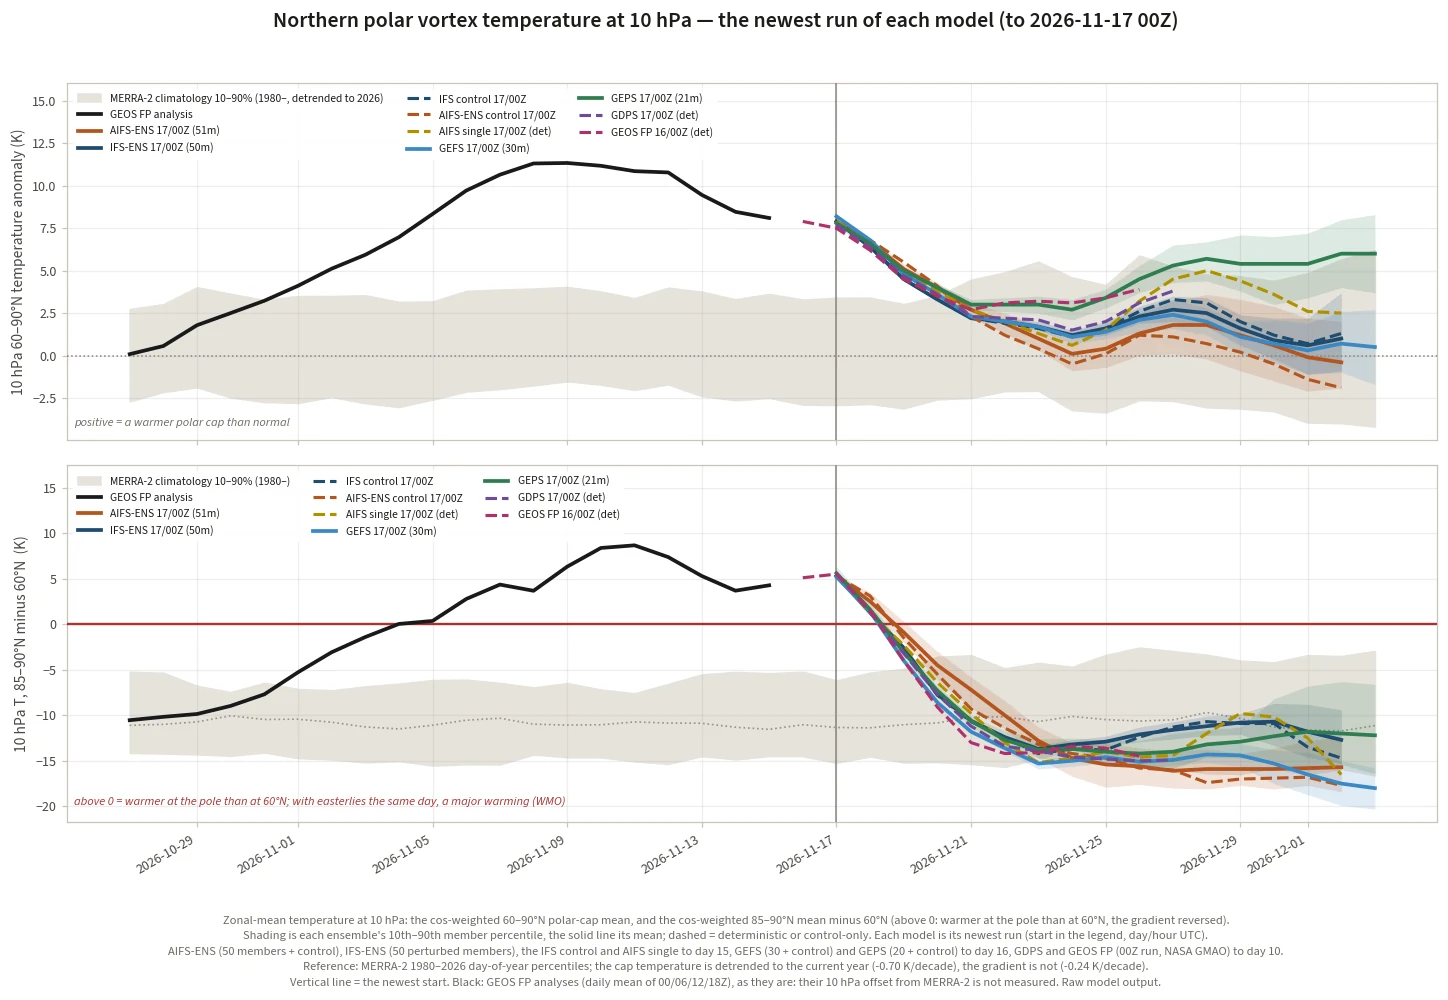 Northern polar vortex temperature at 10 hPa — the newest run of each model (to 2026-11-17 00Z)
10 hPa 60–90°N temperature anomaly (K)
15.0
12.5
10.0
7.5
5.0
2.5
0.0
−2.5
MERRA-2 climatology 10–90% (1980–, detrended to 2026)
GEOS FP analysis
AIFS-ENS 17/00Z (51m)
IFS-ENS 17/00Z (50m)
IFS control 17/00Z
AIFS-ENS control 17/00Z
AIFS single 17/00Z (det)
GEFS 17/00Z (30m)
GEPS 17/00Z (21m)
GDPS 17/00Z (det)
GEOS FP 16/00Z (det)
positive = a warmer polar cap than normal
10 hPa T, 85–90°N minus 60°N (K)
15
10
5
0
−5
−10
−15
−20
MERRA-2 climatology 10–90% (1980–)
GEOS FP analysis
AIFS-ENS 17/00Z (51m)
IFS-ENS 17/00Z (50m)
IFS control 17/00Z
AIFS-ENS control 17/00Z
AIFS single 17/00Z (det)
GEFS 17/00Z (30m)
GEPS 17/00Z (21m)
GDPS 17/00Z (det)
GEOS FP 16/00Z (det)
above 0 = warmer at the pole than at 60°N; with easterlies the same day, a major warming (WMO)
2026-10-29
2026-11-01
2026-11-05
2026-11-09
2026-11-13
2026-11-17
2026-11-21
2026-11-25
2026-11-29
2026-12-01
Zonal-mean temperature at 10 hPa: the cos-weighted 60–90°N polar-cap mean, and the cos-weighted 85–90°N mean minus 60°N (above 0: warmer at the pole than at 60°N, the gradient reversed).
Shading is each ensemble's 10th–90th member percentile, the solid line its mean; dashed = deterministic or control-only. Each model is its newest run (start in the legend, day/hour UTC).
AIFS-ENS (50 members + control), IFS-ENS (50 perturbed members), the IFS control and AIFS single to day 15, GEFS (30 + control) and GEPS (20 + control) to day 16, GDPS and GEOS FP (00Z run, NASA GMAO) to day 10.
Reference: MERRA-2 1980–2026 day-of-year percentiles; the cap temperature is detrended to the current year (-0.70 K/decade), the gradient is not (-0.24 K/decade).
Vertical line = the newest start. Black: GEOS FP analyses (daily mean of 00/06/12/18Z), as they are: their 10 hPa offset from MERRA-2 is not measured. Raw model output.